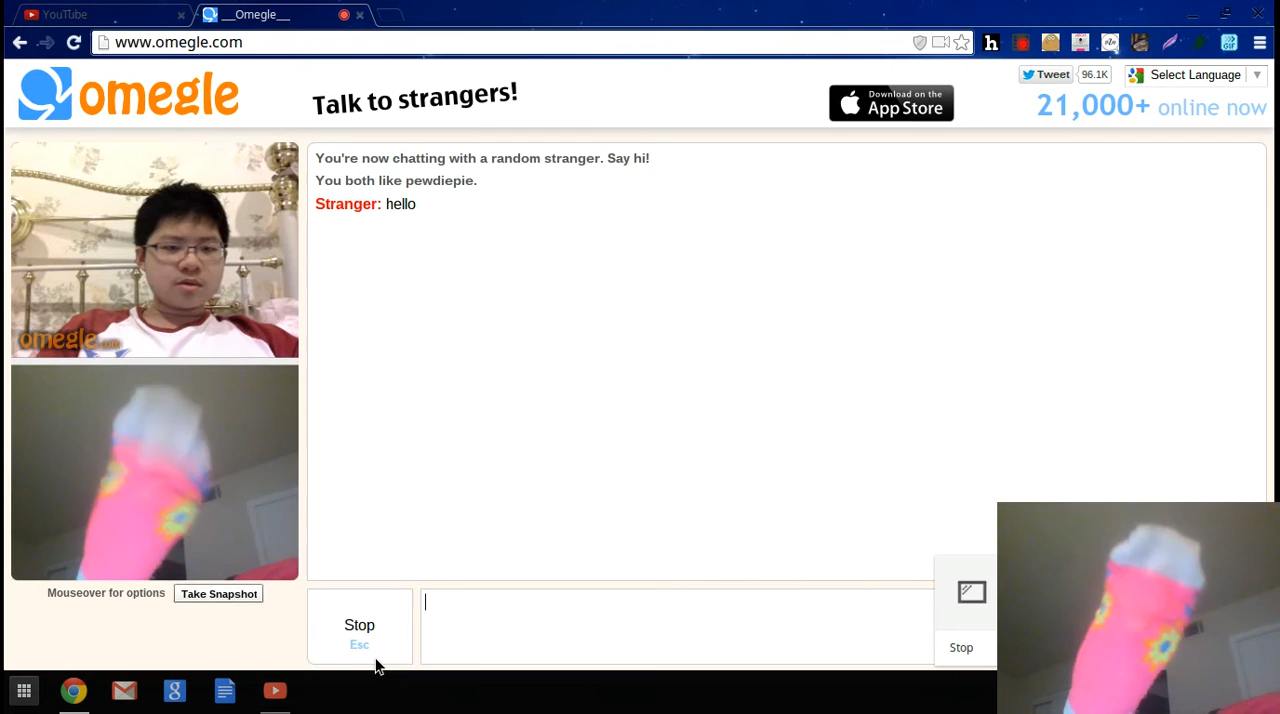 YouTube
__Omegle__
www.omegle.com
h
GIF
omegle
Talk to strangers!
Download on the
App Store
Tweet
96.1K
Select Language
21,000+ online now
You're now chatting with a random stranger. Say hi!
You both like pewdiepie.
Stranger: hello
omegle.com
Mouseover for options
Take Snapshot
Stop
Esc
Stop
g